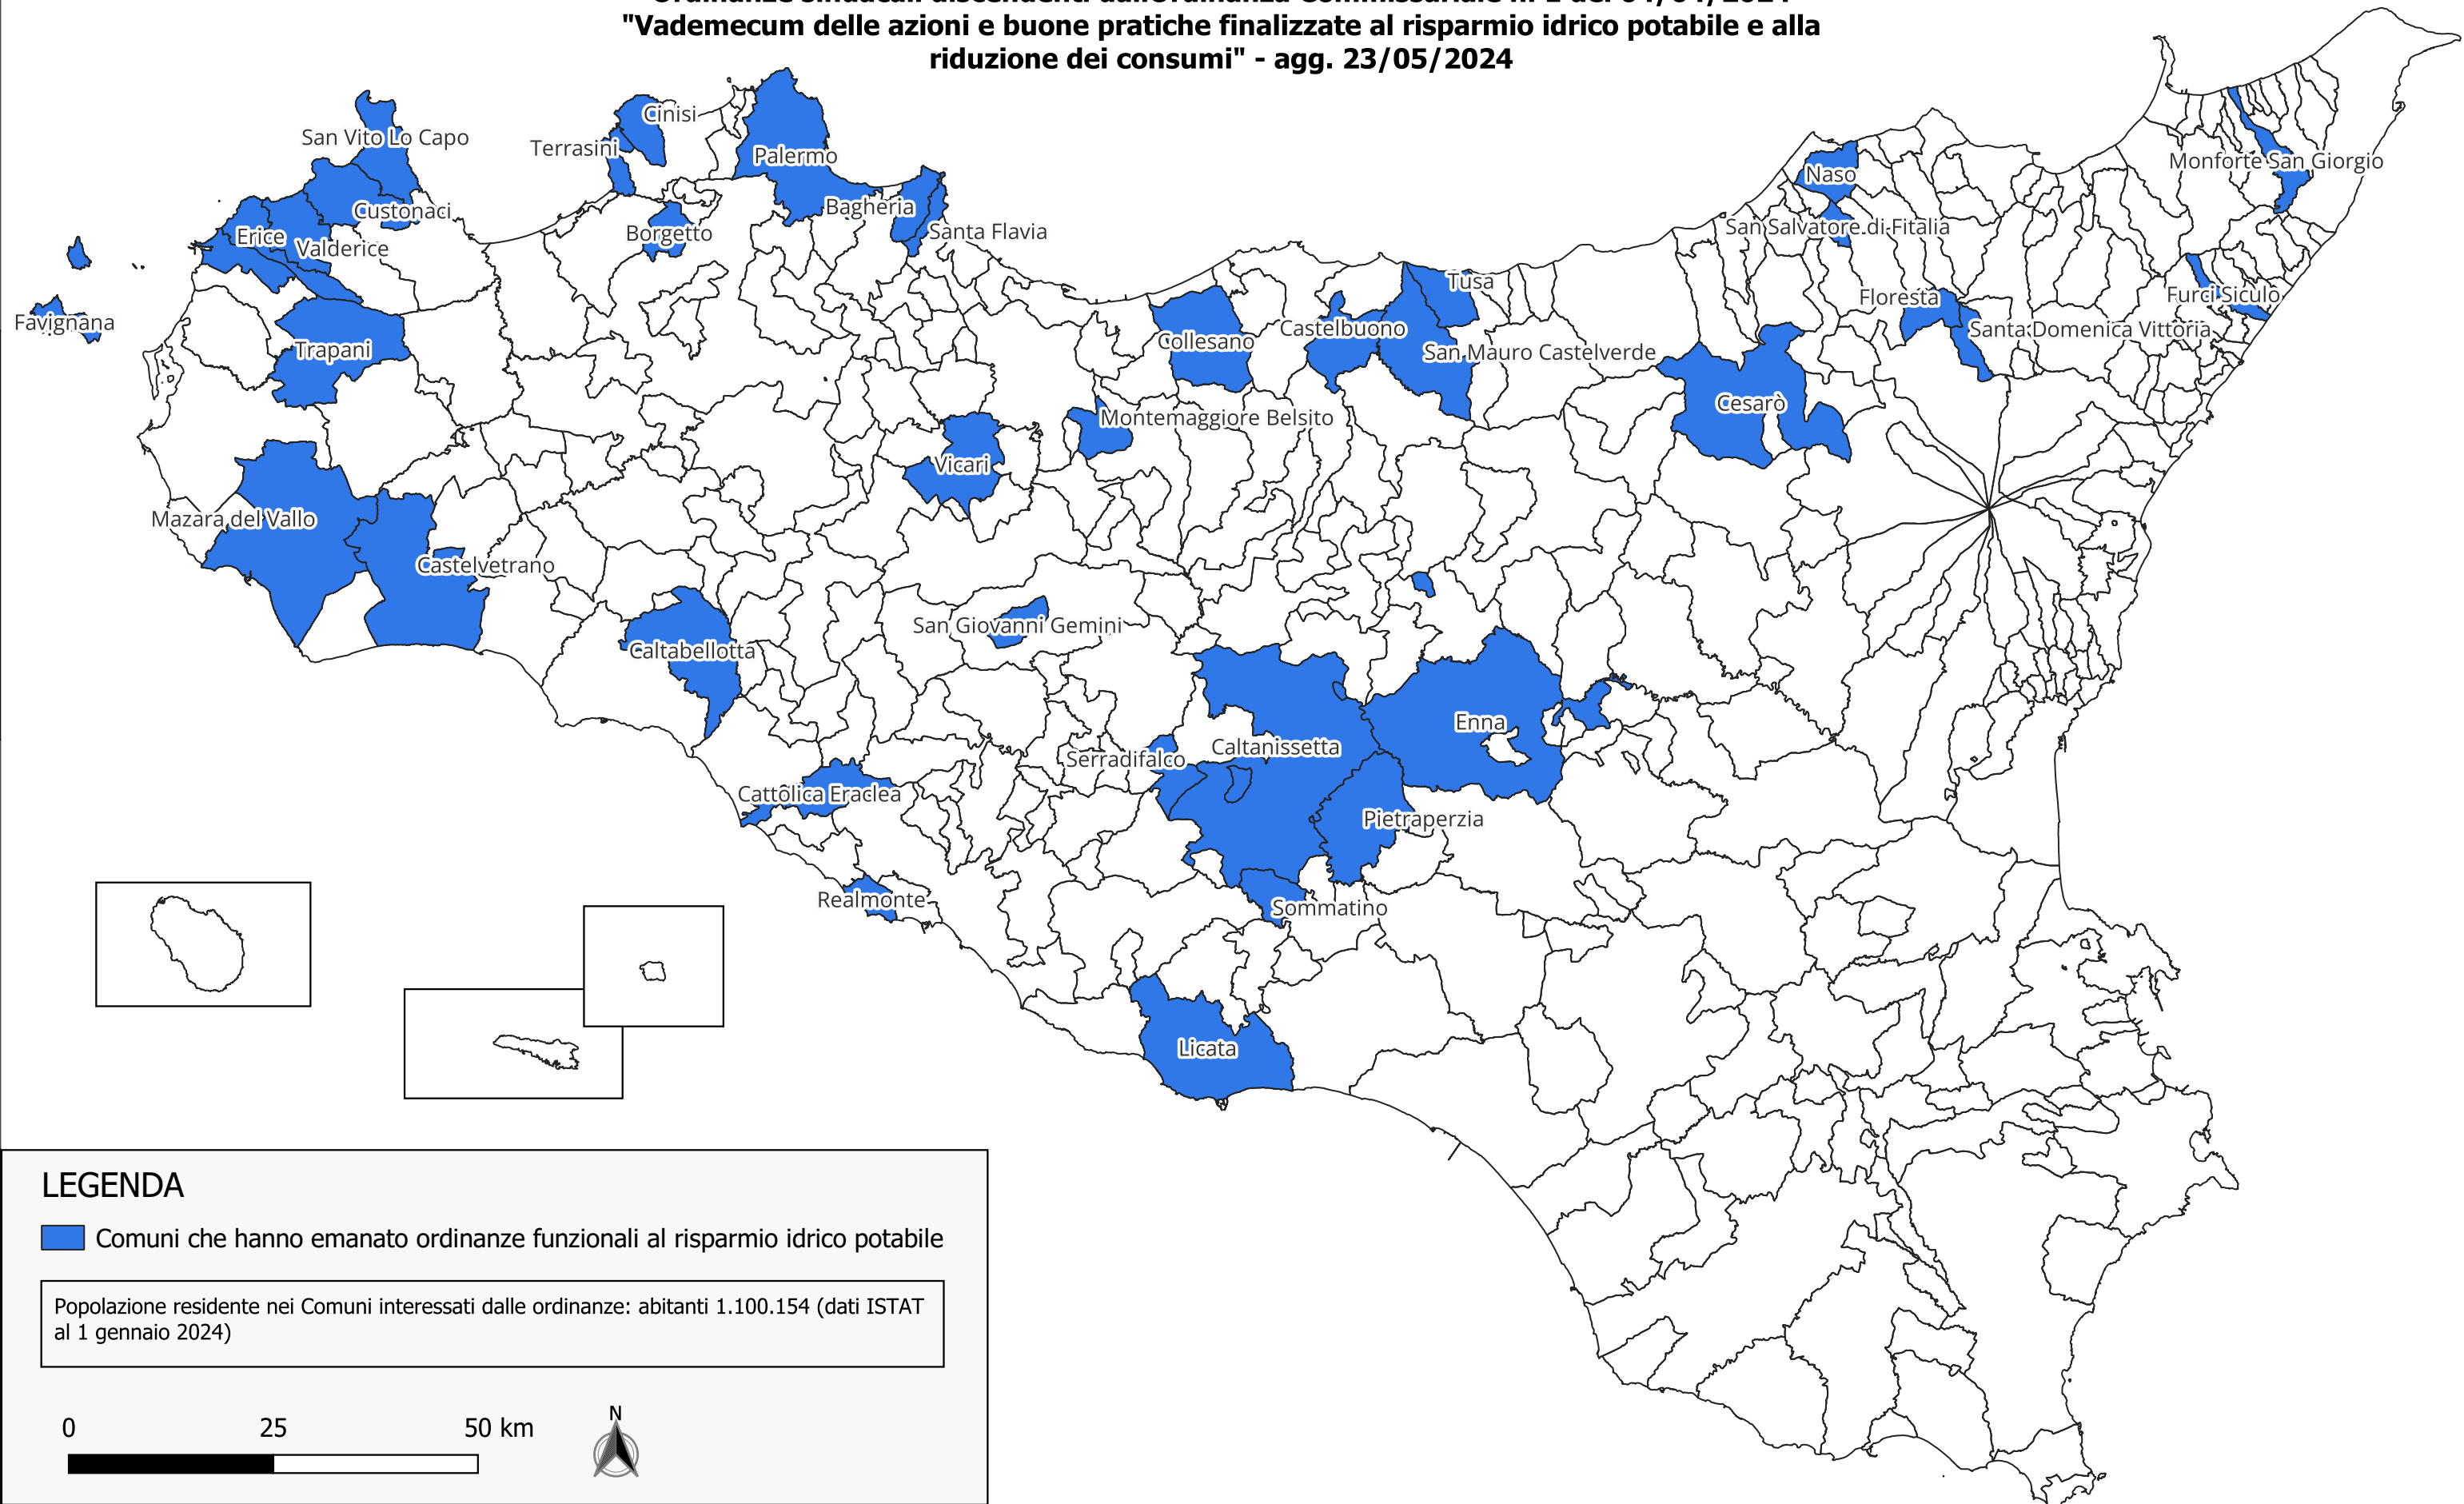 "Vademecum delle azioni e buone pratiche finalizzate al risparmio idrico potabile e alla
riduzione dei consumi" - agg. 23/05/2024
Cinisi
San Vito Lo Capo
Terrasini
Palermo
Monforte San Giorgio
Naso
Custonaci
Bagheria
San Salvatore di Fitalia
Santa Flavia
Borgetto
Erice
Valderice
Tusa
Furci Siculo
Floresta
Favignana
Castelbuono
Santa Domenica Vittoria
Collesano
Trapani
San Mauro Castelverde
Cesarò
Montemaggiore Belsito
Vicari
Mazara del Vallo
Castelvetrano
San Giovanni Gemini
Caltabellotta
Enna
Caltanissetta
Serradifalco
Cattolica Eraclea
Pietraperzia
Realmonte
Sommatino
Licata
LEGENDA
Comuni che hanno emanato ordinanze funzionali al risparmio idrico potabile
Popolazione residente nei Comuni interessati dalle ordinanze: abitanti 1.100.154 (dati ISTAT
al 1 gennaio 2024)
0 25 50 km
N